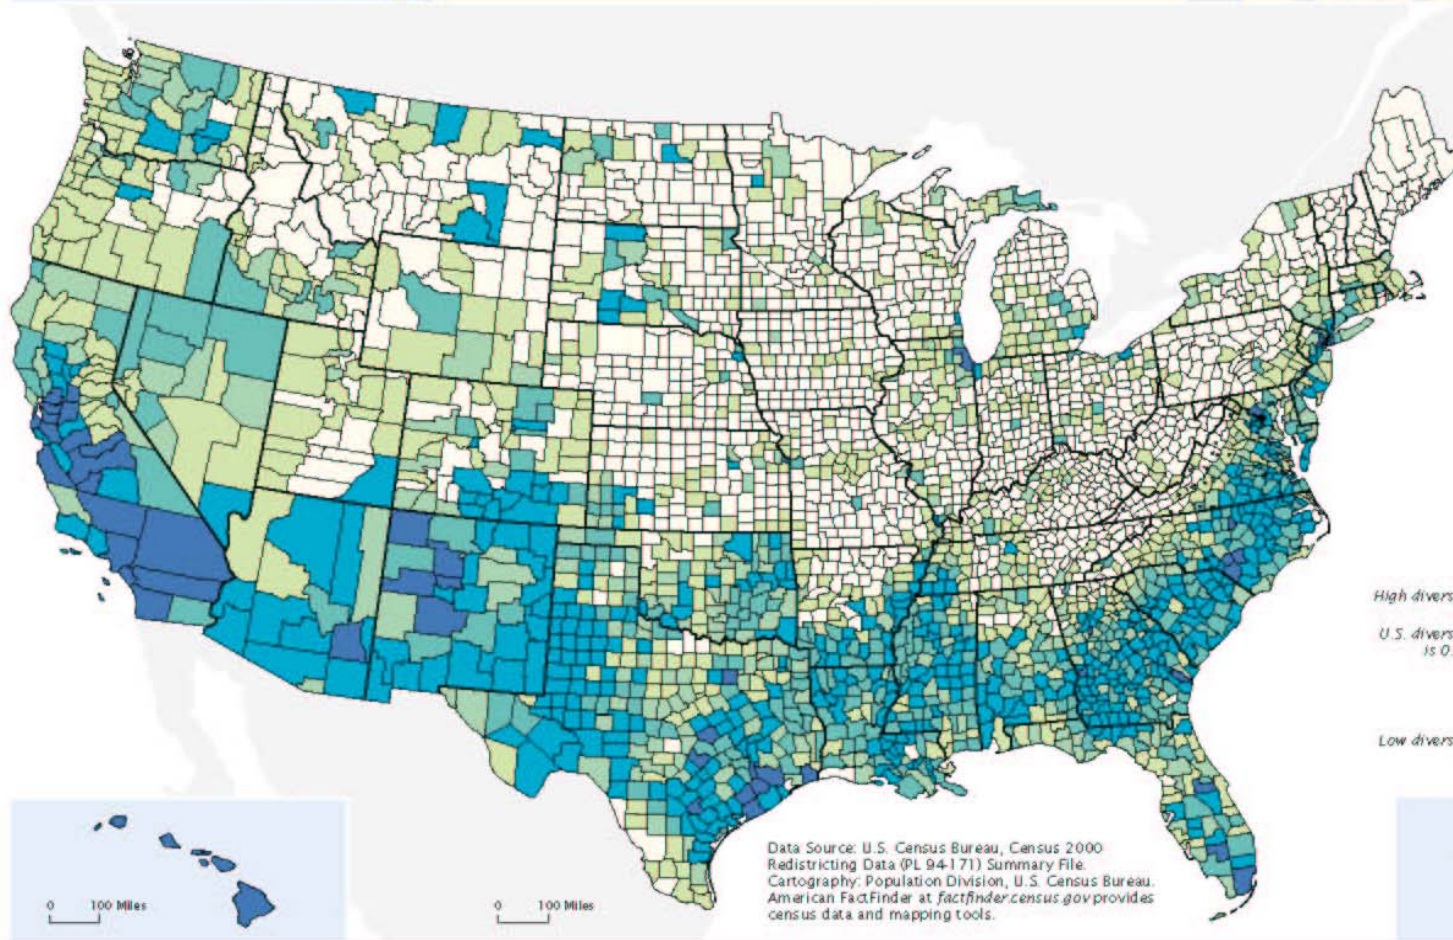 High divers
U.S. divers
is 0.
Low divers
Data Source: U.S. Census Bureau, Census 2000
Redistricting Data (PL 94-171) Summary File.
Cartography: Population Division, U.S. Census Bureau.
American FactFinder at factfinder.census.gov provides
census data and mapping tools.
0 100 Miles
0 100 Miles